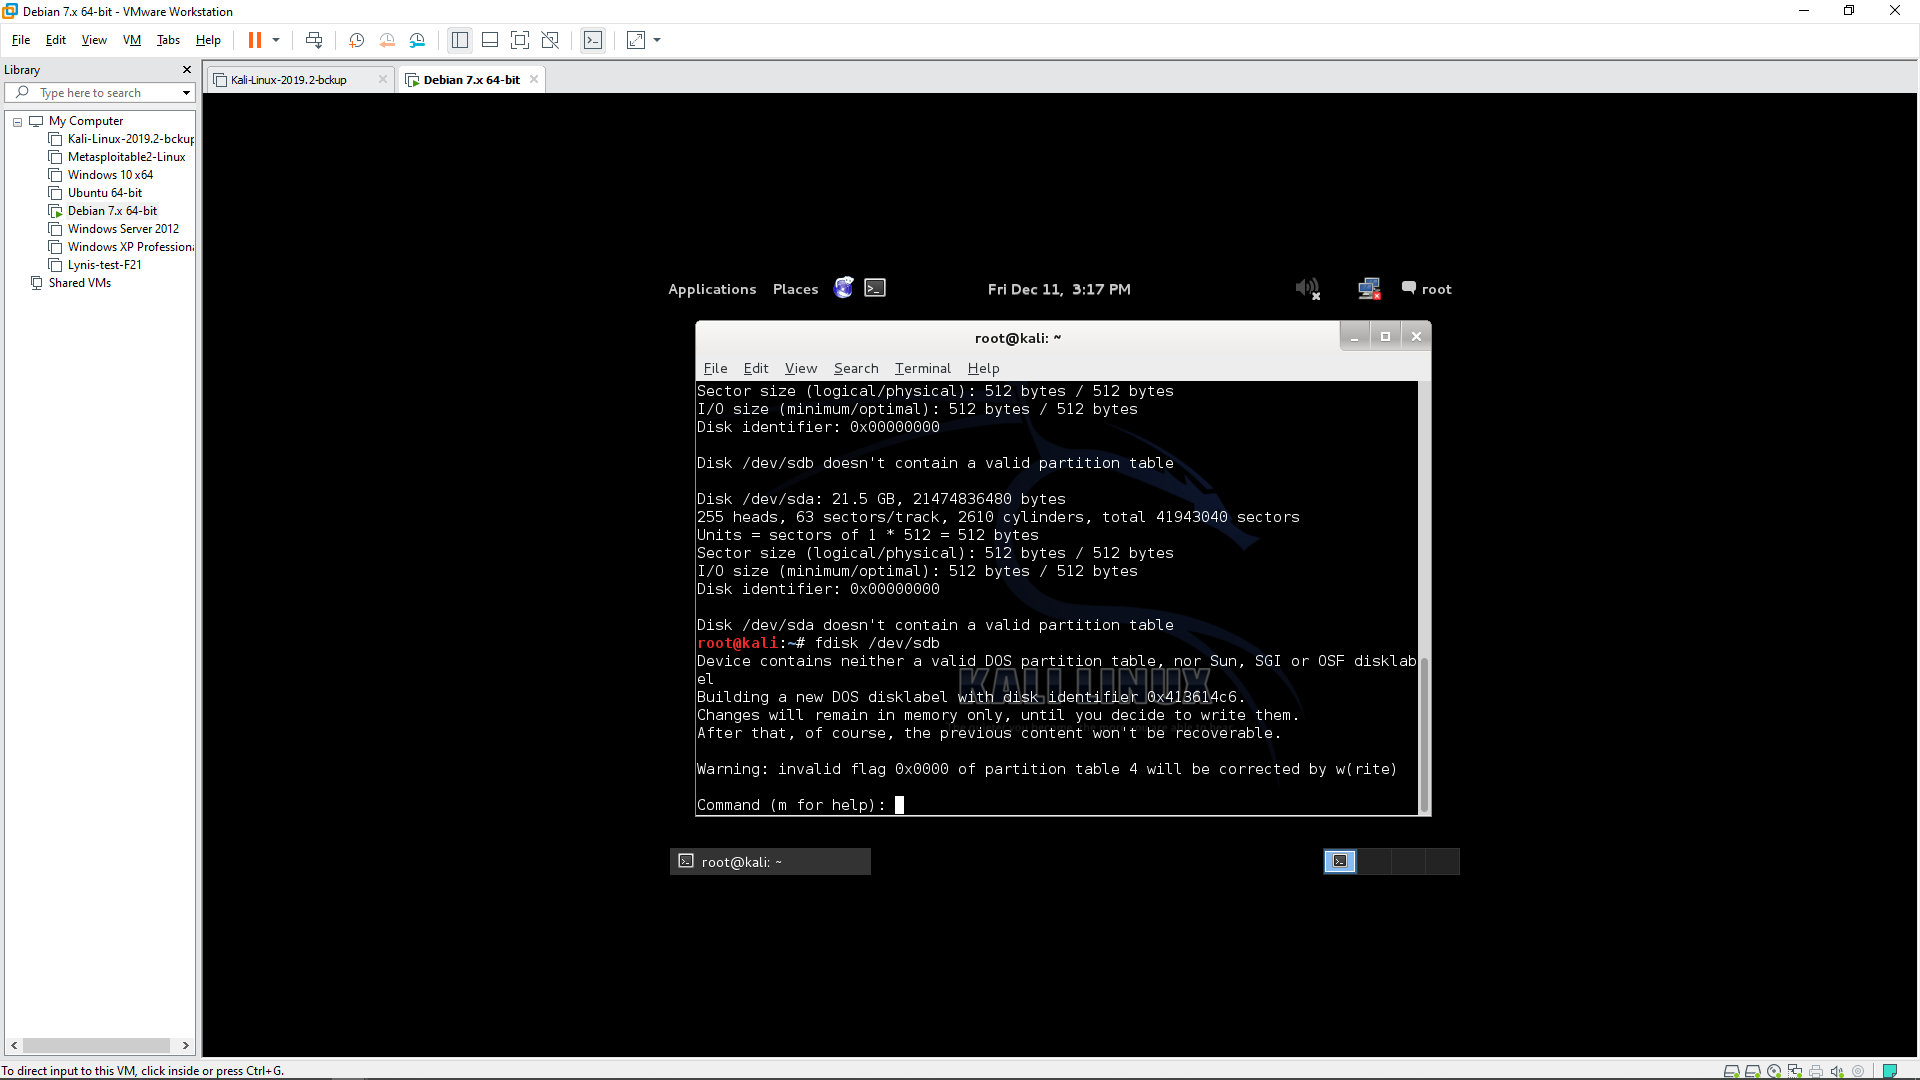 Debian 7.x 64-bit - VMware Workstation
File Edit View VM Tabs Help
Library
Type here to search
My Computer
Kali-Linux-2019.2-bckup
Metasploitable2-Linux
Windows 10 x64
Ubuntu 64-bit
Debian 7.x 64-bit
Windows Server 2012
Windows XP Professiona
Lynis-test-F21
Shared VMs
Kali-Linux-2019.2-bckup
Debian 7.x 64-bit
Applications Places Fri Dec 11, 3:17 PM root
root@kali: ~
File Edit View Search Terminal Help
Sector size (logical/physical): 512 bytes / 512 bytes
I/O size (minimum/optimal): 512 bytes / 512 bytes
Disk identifier: 0x00000000
Disk /dev/sdb doesn't contain a valid partition table
Disk /dev/sda: 21.5 GB, 21474836480 bytes
255 heads, 63 sectors/track, 2610 cylinders, total 41943040 sectors
Units = sectors of 1 * 512 = 512 bytes
Sector size (logical/physical): 512 bytes / 512 bytes
I/O size (minimum/optimal): 512 bytes / 512 bytes
Disk identifier: 0x00000000
Disk /dev/sda doesn't contain a valid partition table
root@kali:~# fdisk /dev/sdb
Device contains neither a valid DOS partition table, nor Sun, SGI or OSF disklab
el
KALI LINUX
Building a new DOS disklabel with disk identifier 0x413614c6.
Changes will remain in memory only, until you decide to write them.
After that, of course, the previous content won't be recoverable.
Warning: invalid flag 0x0000 of partition table 4 will be corrected by w(rite)
Command (m for help):
root@kali: ~
To direct input to this VM, click inside or press Ctrl+G.